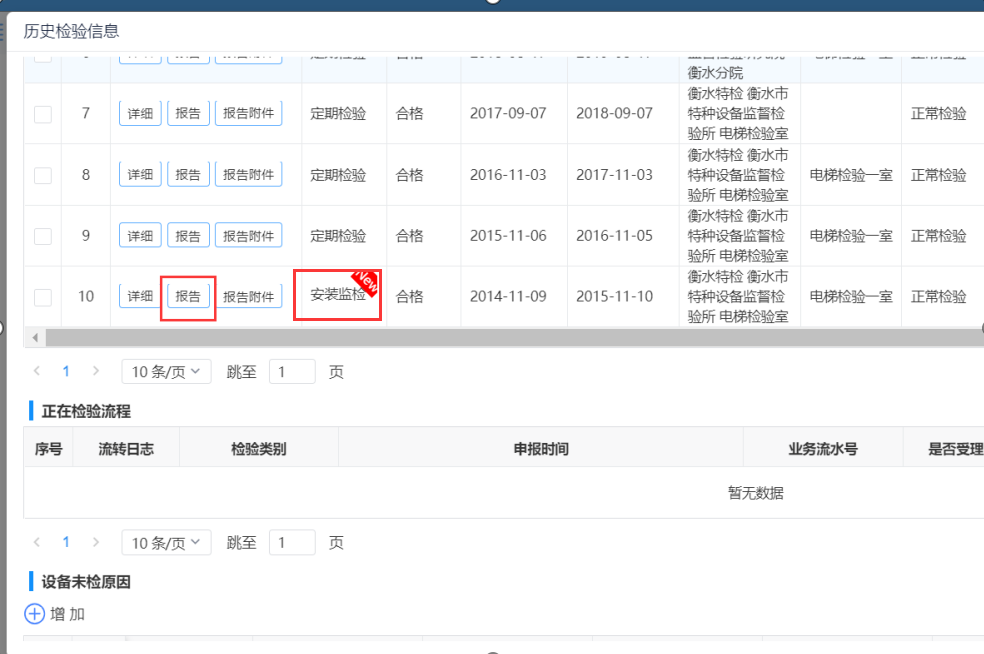 历史检验信息
衡水分院
7 详细 报告 报告附件 定期检验 合格 2017-09-07 2018-09-07 衡水特检 衡水市 正常检验
特种设备监督检
验所 电梯检验室
8 详细 报告 报告附件 定期检验 合格 2016-11-03 2017-11-03 衡水特检 衡水市 电梯检验一室 正常检验
特种设备监督检
验所 电梯检验室
9 详细 报告 报告附件 定期检验 合格 2015-11-06 2016-11-05 衡水特检 衡水市 电梯检验一室 正常检验
特种设备监督检
验所 电梯检验室
10 详细 报告 报告附件 安装监检 New 合格 2014-11-09 2015-11-10 衡水特检 衡水市 电梯检验一室 正常检验
特种设备监督检
验所 电梯检验室
1 10 条/页 跳至 1 页
正在检验流程
序号 流转日志 检验类别 申报时间 业务流水号 是否受理
暂无数据
1 10 条/页 跳至 1 页
设备未检原因
增 加